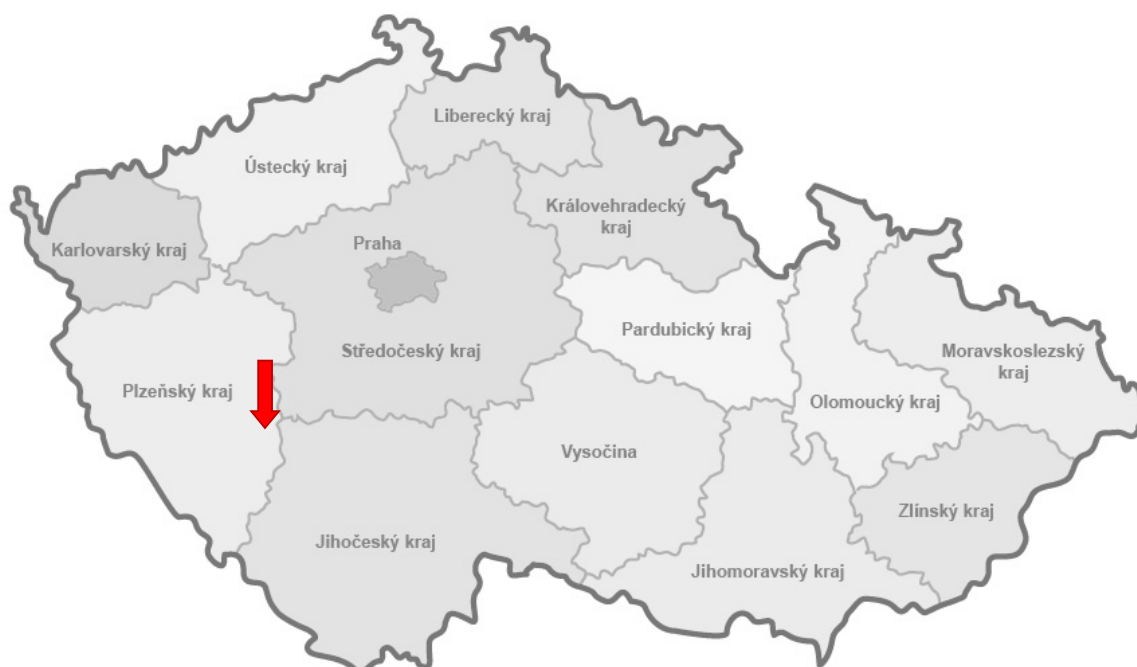 Liberecký kraj
Ústecký kraj
Královehradecký
kraj
Karlovarský kraj
Praha
Pardubický kraj
Středočeský kraj
Moravskoslezský
kraj
Plzeňský kraj
Olomoucký kraj
Vysočina
Zlínský kraj
Jihočeský kraj
Jihomoravský kraj